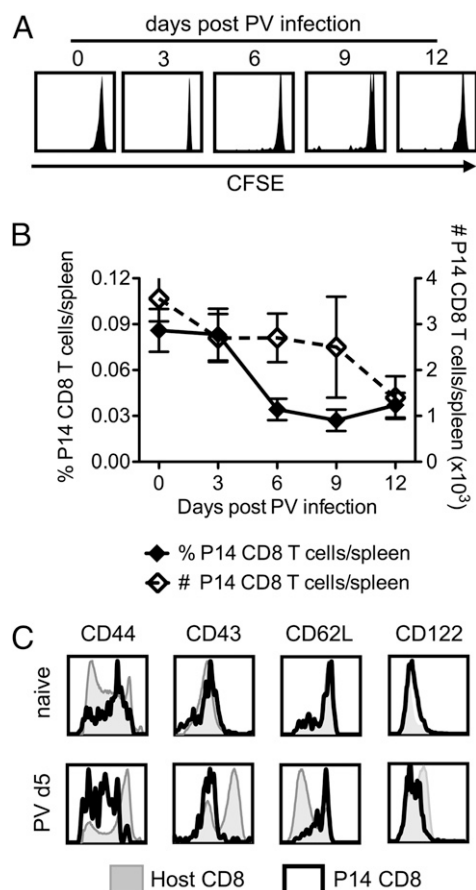 A
days post PV infection
0 3 6 9 12
CFSE
B
% P14 CD8 T cells/spleen
0.12
0.09
0.06
0.03
0.00
# P14 CD8 T cells/spleen (x10³)
4
3
2
1
0
0 3 6 9 12
Days post PV infection
% P14 CD8 T cells/spleen
# P14 CD8 T cells/spleen
C
CD44 CD43 CD62L CD122
naive
PV d5
Host CD8 P14 CD8